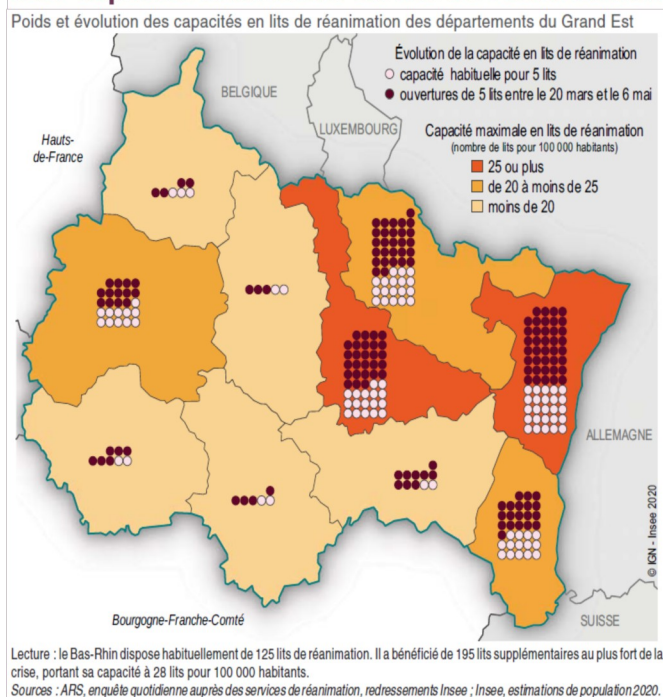 Poids et évolution des capacités en lits de réanimation des départements du Grand Est
Évolution de la capacité en lits de réanimation
capacité habituelle pour 5 lits
ouvertures de 5 lits entre le 20 mars et le 6 mai
BELGIQUE
LUXEMBOURG
Hauts-
de-France
Capacité maximale en lits de réanimation
(nombre de lits pour 100 000 habitants)
25 ou plus
de 20 à moins de 25
moins de 20
ALLEMAGNE
© IGN - Insee 2020
Bourgogne-Franche-Comté
SUISSE
Lecture : le Bas-Rhin dispose habituellement de 125 lits de réanimation. Il a bénéficié de 195 lits supplémentaires au plus fort de la
crise, portant sa capacité à 28 lits pour 100 000 habitants.
Sources : ARS, enquête quotidienne auprès des services de réanimation, redressements Insee ; Insee, estimations de population 2020.